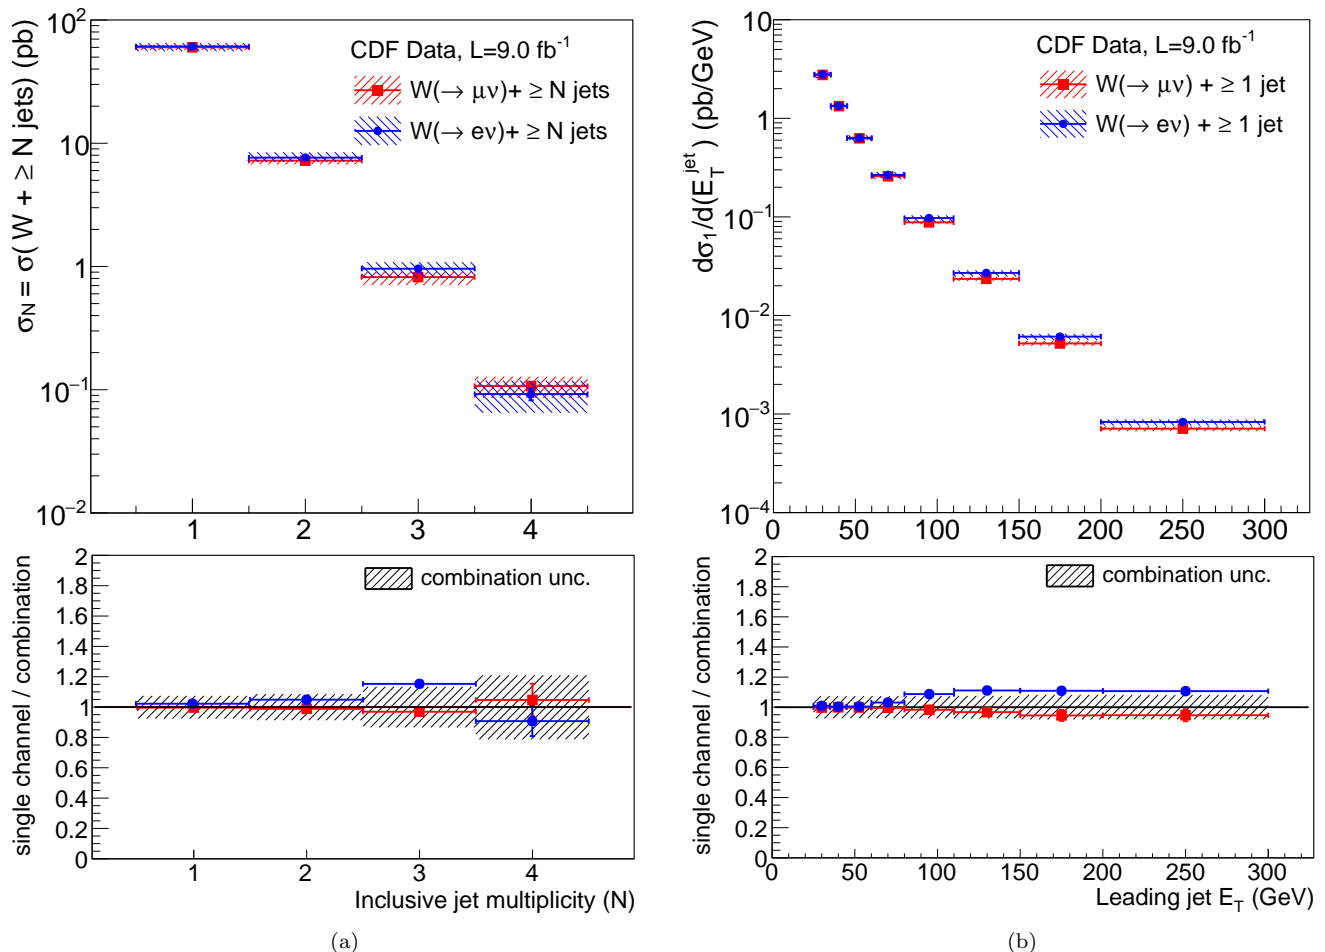 σN = σ( W + ≥ N jets) (pb)
10²
10
1
10⁻¹
10⁻²
CDF Data, L=9.0 fb⁻¹
W(→ μν)+ ≥ N jets
W(→ eν)+ ≥ N jets
1 2 3 4
single channel / combination
2
1.8
1.6
1.4
1.2
1
0.8
0.6
0.4
0.2
0
combination unc.
1 2 3 4
Inclusive jet multiplicity (N)
(a)
dσ₁/d(E_T^jet) (pb/GeV)
10
1
10⁻¹
10⁻²
10⁻³
10⁻⁴
CDF Data, L=9.0 fb⁻¹
W(→ μν) + ≥ 1 jet
W(→ eν) + ≥ 1 jet
0 50 100 150 200 250 300
single channel / combination
2
1.8
1.6
1.4
1.2
1
0.8
0.6
0.4
0.2
0
combination unc.
0 50 100 150 200 250 300
Leading jet E_T (GeV)
(b)